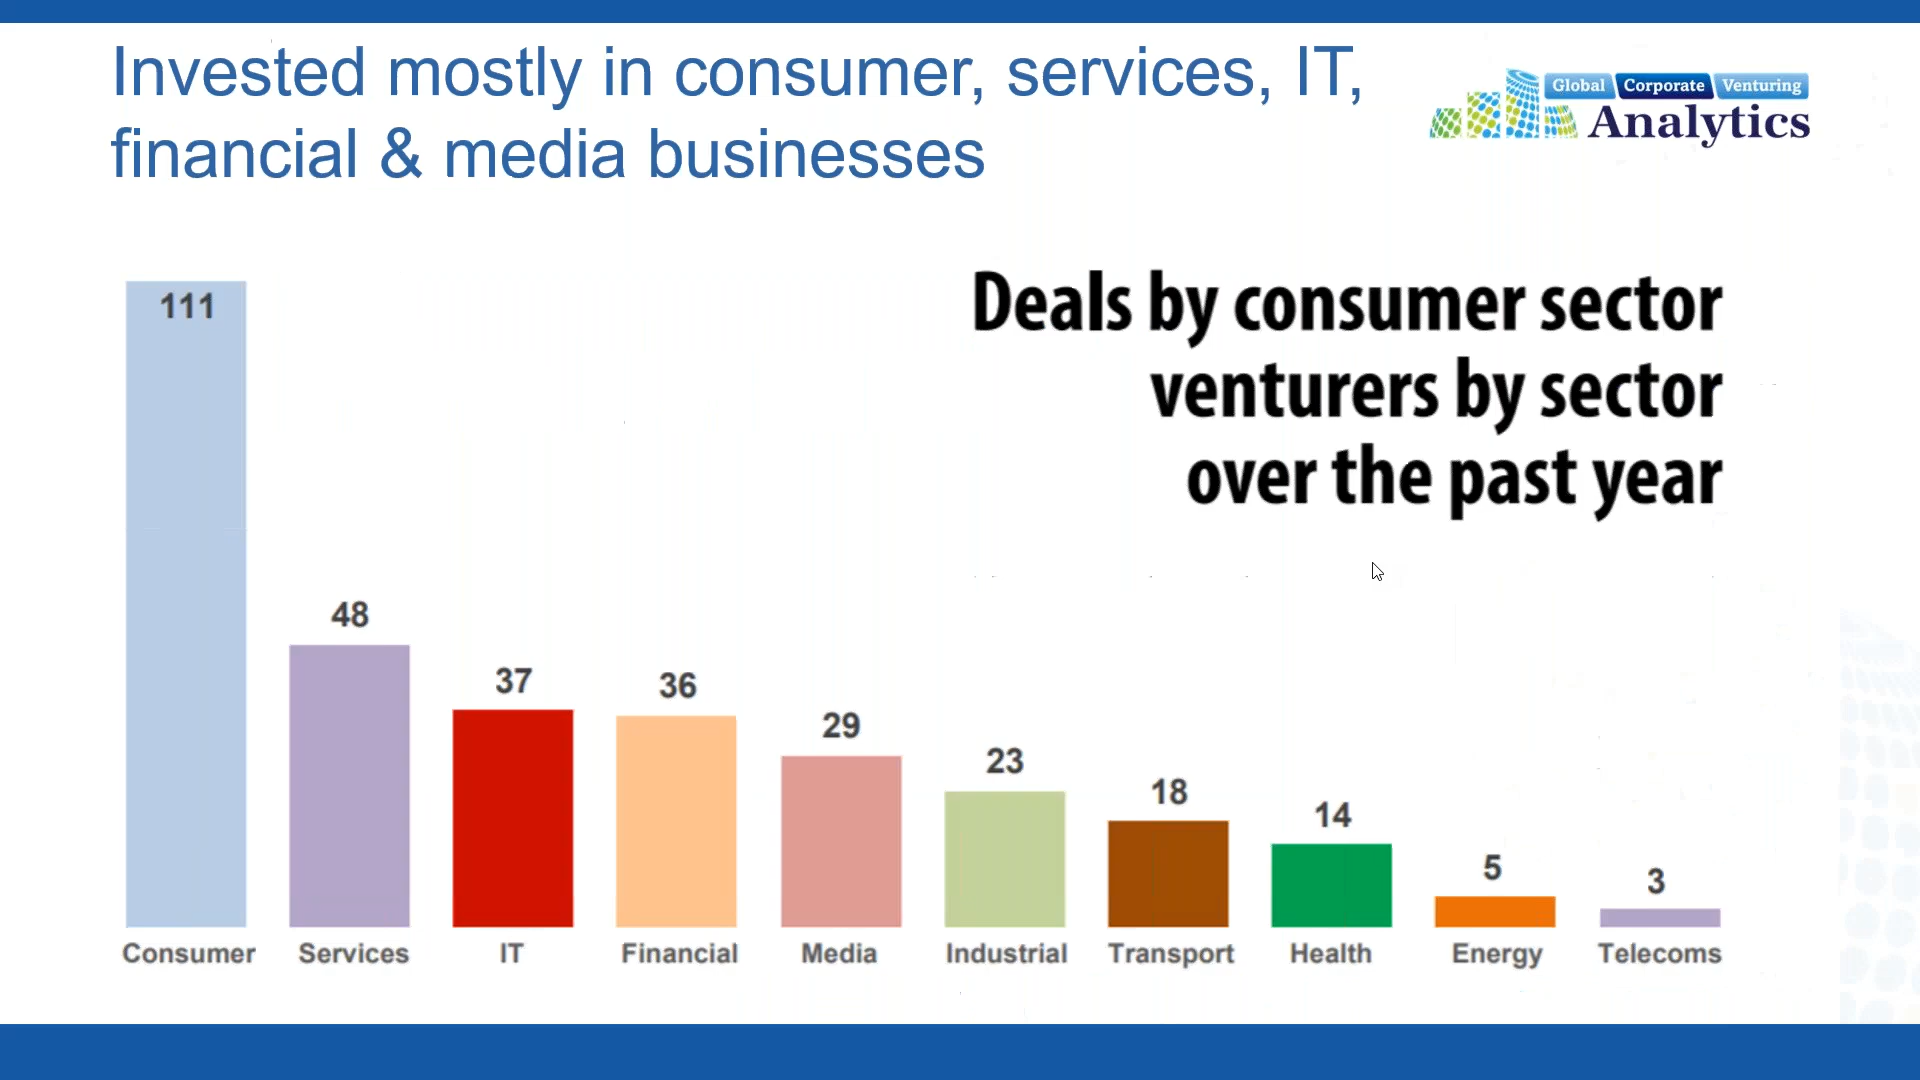 Invested mostly in consumer, services, IT,
financial & media businesses
Global Corporate Venturing
Analytics
Deals by consumer sector
venturers by sector
over the past year
111
48
37
36
29
23
18
14
5
3
Consumer
Services
IT
Financial
Media
Industrial
Transport
Health
Energy
Telecoms